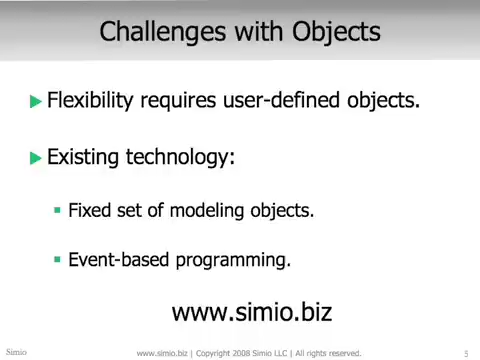 Challenges with Objects
Flexibility requires user-defined objects.
Existing technology:
Fixed set of modeling objects.
Event-based programming.
www.simio.biz
Simio
www.simio.biz | Copyright 2008 Simio LLC | All rights reserved.
5